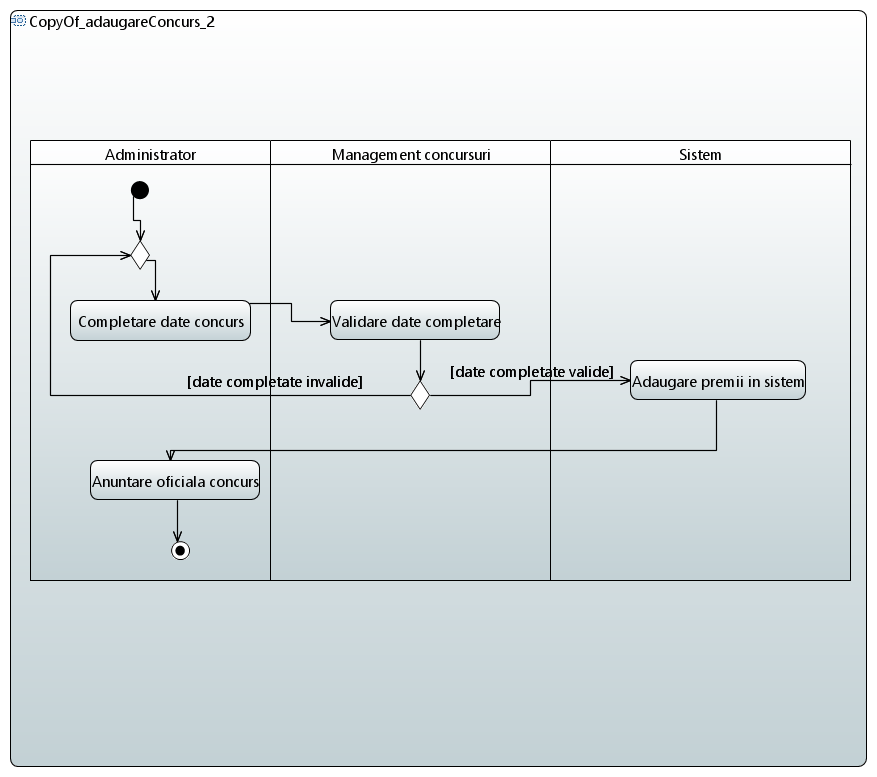 CopyOf_adaugareConcurs_2
Administrator
Management concursuri
Sistem
Completare date concurs
Validare date completare
[date completate invalide]
[date completate valide]
Adaugare premii in sistem
Anuntare oficiala concurs